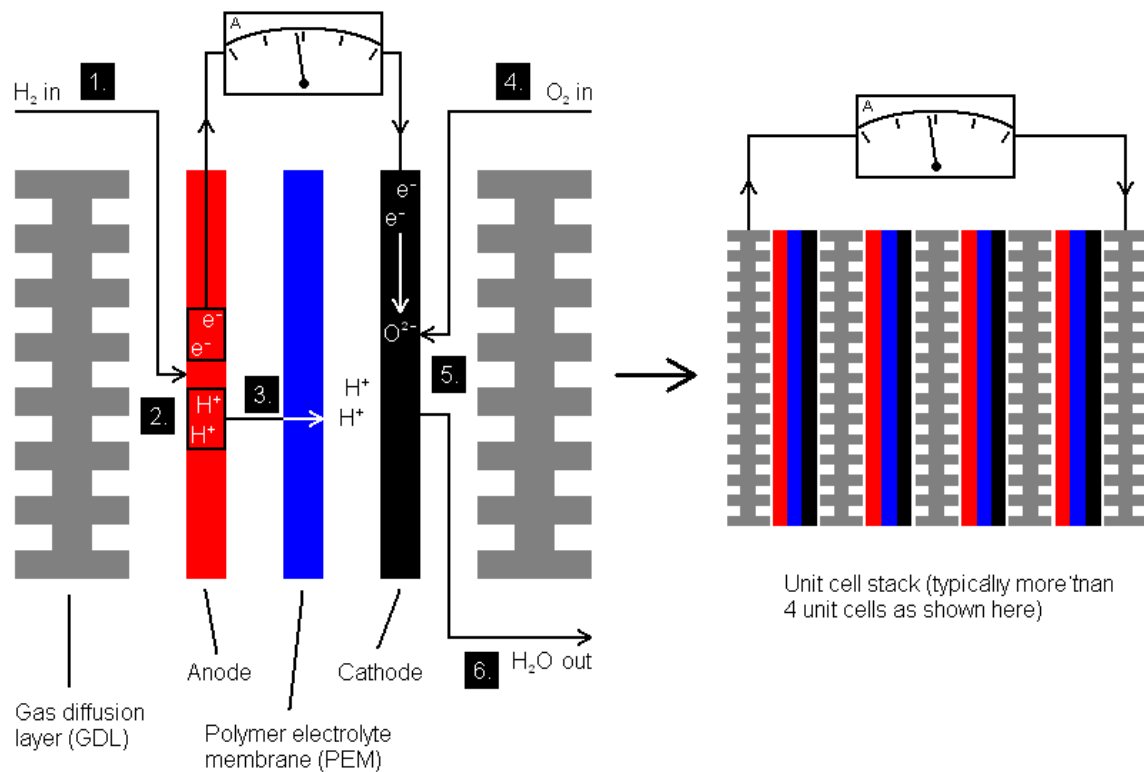 A
1.
H₂ in
4.
O₂ in
e⁻
e⁻
O²⁻
e⁻
e⁻
2.
H⁺
H⁺
3.
H⁺
H⁺
5.
6.
H₂O out
Anode
Cathode
Gas diffusion
layer (GDL)
Polymer electrolyte
membrane (PEM)
A
Unit cell stack (typically more than
4 unit cells as shown here)